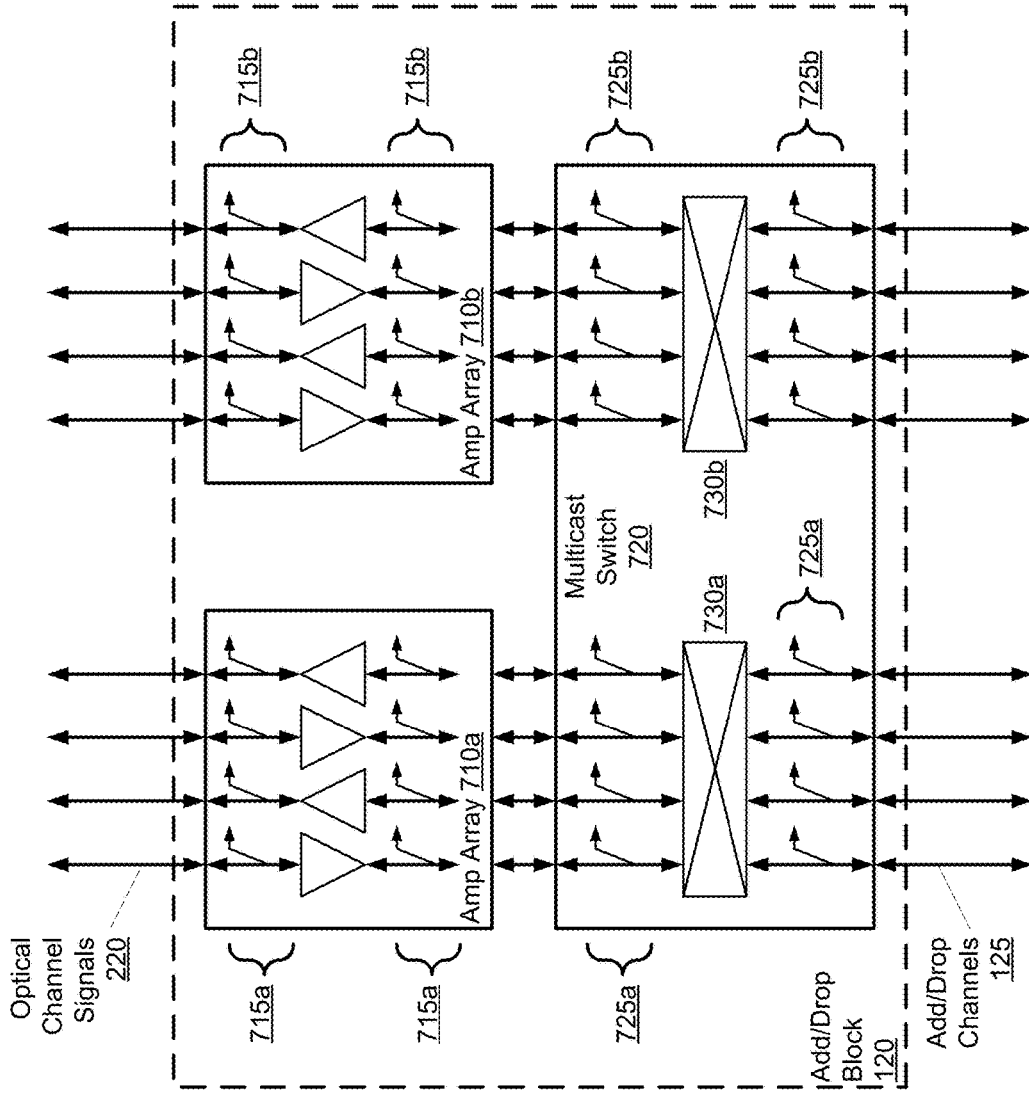 Optical
Channel
Signals
220
715a
715a
Amp Array 710a
715b
715b
Amp Array 710b
725a
Multicast
Switch
720
730a
725a
730b
725b
725b
Add/Drop
Block
120
Add/Drop
Channels
125